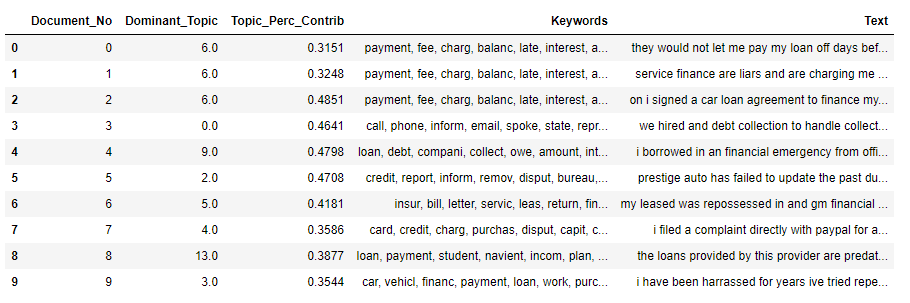 Document_No Dominant_Topic Topic_Perc_Contrib Keywords Text
0 0 6.0 0.3151 payment, fee, charg, balanc, late, interest, a... they would not let me pay my loan off days bef...
1 1 6.0 0.3248 payment, fee, charg, balanc, late, interest, a... service finance are liars and are charging me ...
2 2 6.0 0.4851 payment, fee, charg, balanc, late, interest, a... on i signed a car loan agreement to finance my...
3 3 0.0 0.4641 call, phone, inform, email, spoke, state, repr... we hired and debt collection to handle collect...
4 4 9.0 0.4798 loan, debt, compani, collect, owe, amount, int... i borrowed in an financial emergency from offi...
5 5 2.0 0.4708 credit, report, inform, remov, disput, bureau,... prestige auto has failed to update the past du...
6 6 5.0 0.4181 insur, bill, letter, servic, leas, return, fin... my leased was repossessed in and gm financial ...
7 7 4.0 0.3586 card, credit, charg, purchas, disput, capit, c... i filed a complaint directly with paypal for a...
8 8 13.0 0.3877 loan, payment, student, navient, incom, plan, ... the loans provided by this provider are predat...
9 9 3.0 0.3544 car, vehicl, financ, payment, loan, work, purc... i have been harrassed for years ive tried repe...